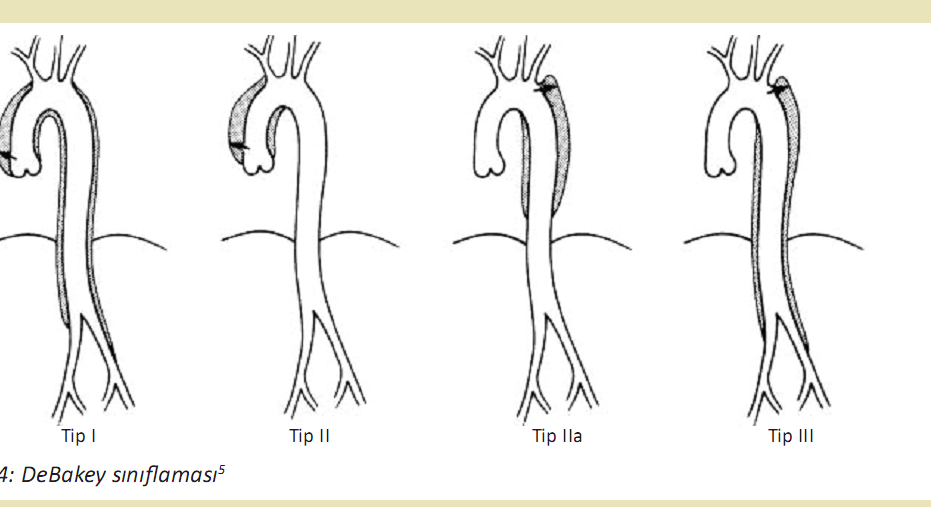 Tip I
Tip II
Tip IIa
Tip III
4: DeBakey sınıflaması5